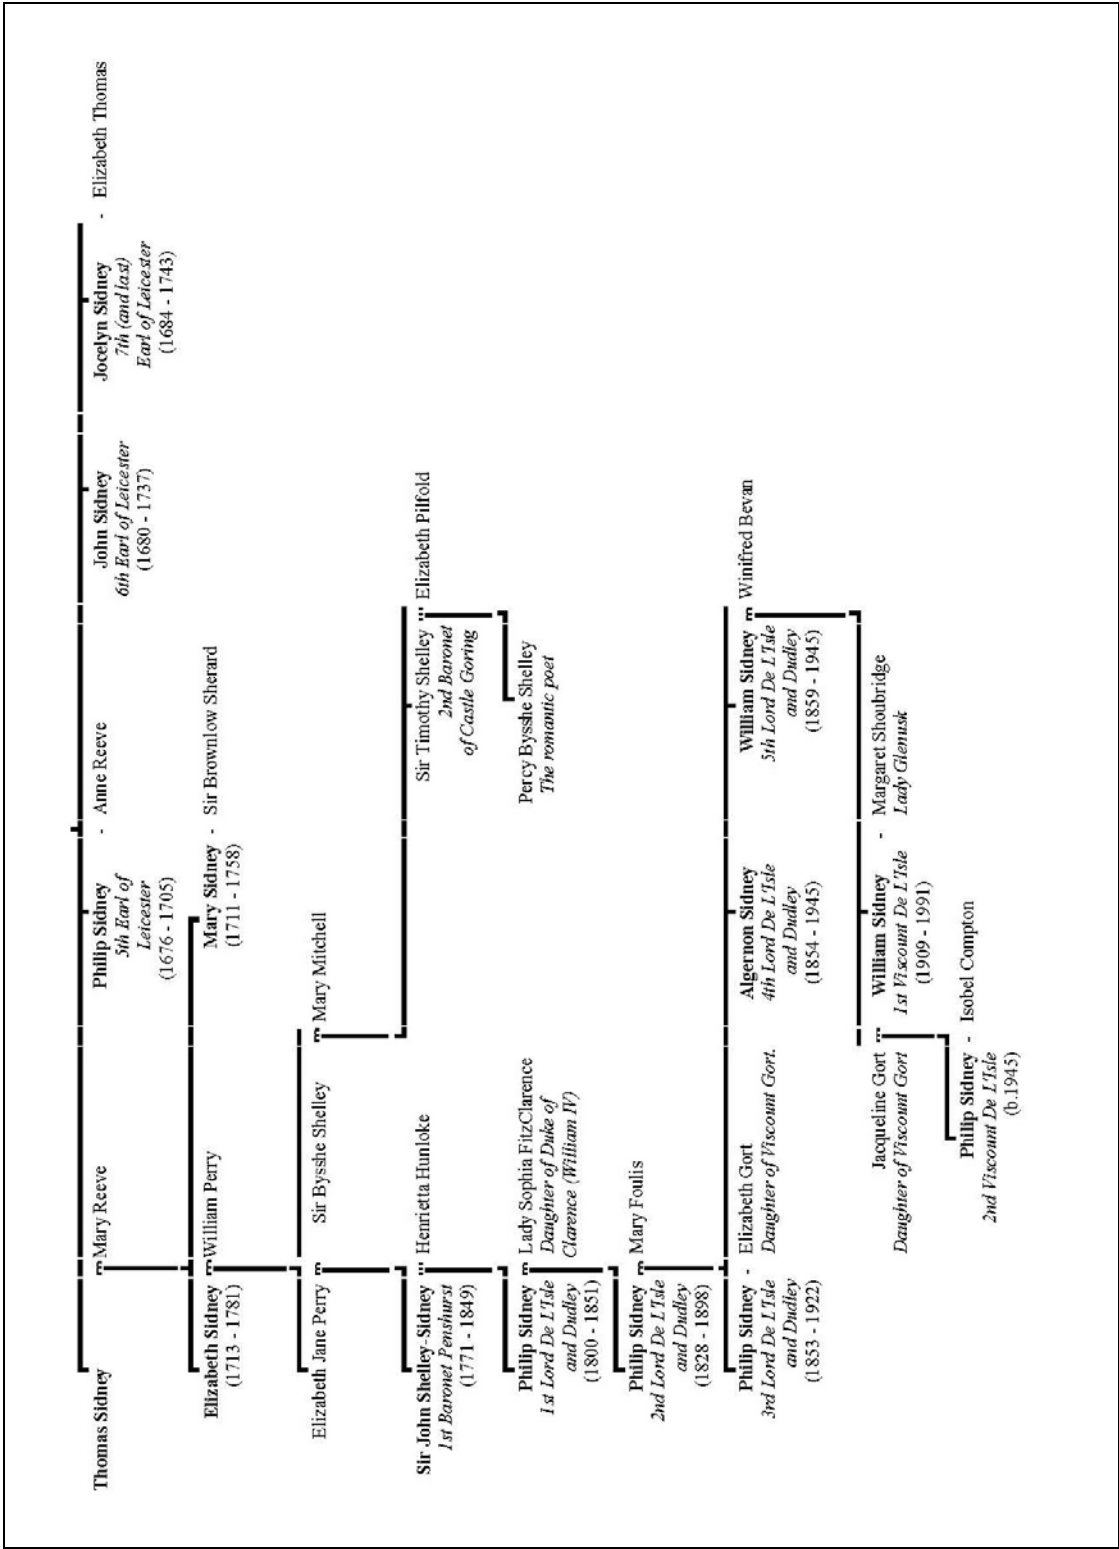 Thomas Sidney
Mary Reeve
Philip Sidney - Anne Reeve
5th Earl of
Leicester
(1676 - 1705)
John Sidney
6th Earl of Leicester
(1680 - 1737)
Jocelyn Sidney - Elizabeth Thomas
7th (and last)
Earl of Leicester
(1684 - 1743)
Elizabeth Sidney
(1713 - 1781)
William Perry
Mary Sidney - Sir Brownlow Sherard
(1711 - 1758)
Elizabeth Jane Perry
Sir Bysshe Shelley
Mary Mitchell
Sir John Shelley-Sidney
1st Baronet Penshurst
(1771 - 1849)
Henrietta Hunloke
Sir Timothy Shelley
2nd Baronet
of Castle Goring
Elizabeth Pilfold
Philip Sidney
1st Lord De L'Isle
and Dudley
(1800 - 1851)
Lady Sophia FitzClarence
Daughter of Duke of
Clarence (William IV)
Percy Bysshe Shelley
The romantic poet
Philip Sidney
2nd Lord De L'Isle
and Dudley
(1828 - 1898)
Mary Foulis
Philip Sidney - Elizabeth Gort
3rd Lord De L'Isle
and Dudley
(1853 - 1922)
Daughter of Viscount Gort.
Algernon Sidney
4th Lord De L'Isle
and Dudley
(1854 - 1945)
William Sidney
5th Lord De L'Isle
and Dudley
(1859 - 1945)
Winifred Bevan
Jacqueline Gort
Daughter of Viscount Gort
William Sidney - Margaret Shoubridge
1st Viscount De L'Isle
(1909 - 1991)
Lady Glenusk
Philip Sidney - Isobel Compton
2nd Viscount De L'Isle
(b.1945)